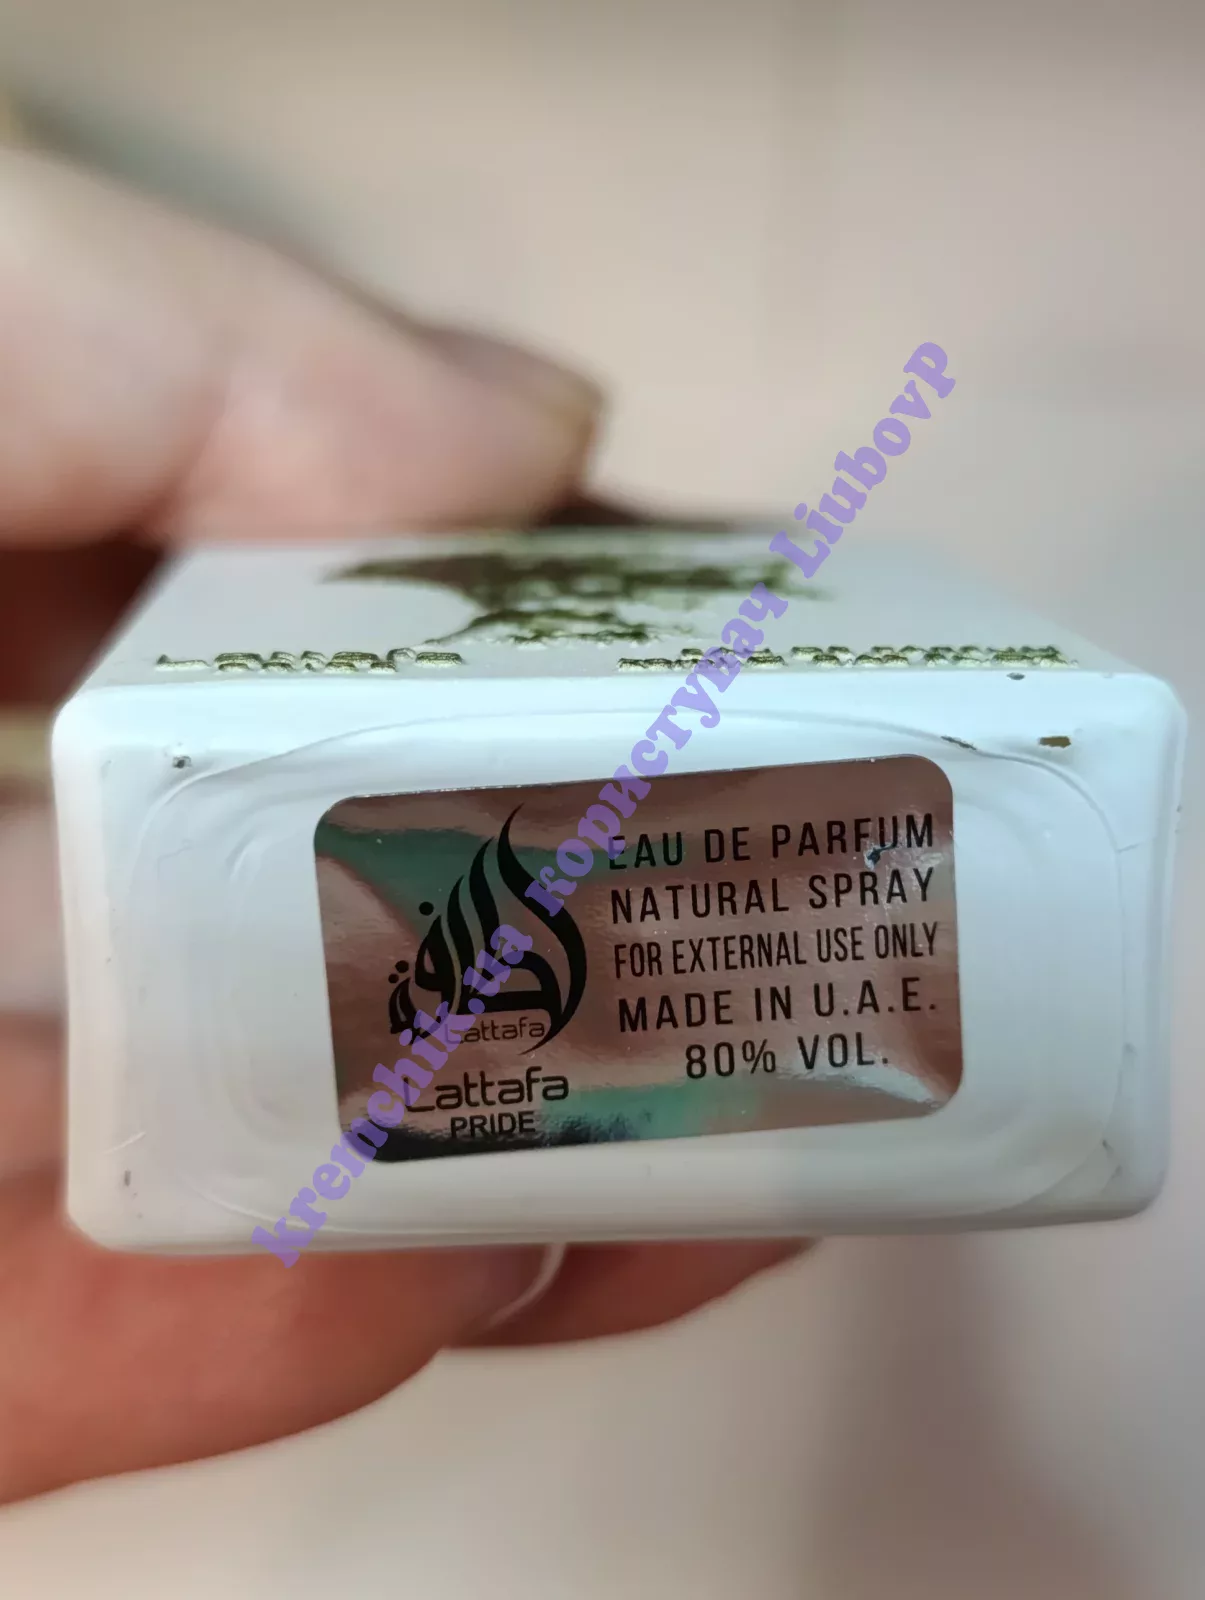 لطافة
Lattafa
Lattafa
PRIDE
EAU DE PARFUM
NATURAL SPRAY
FOR EXTERNAL USE ONLY
MADE IN U.A.E.
80% VOL.
kremchik.ua користувач LiubovP